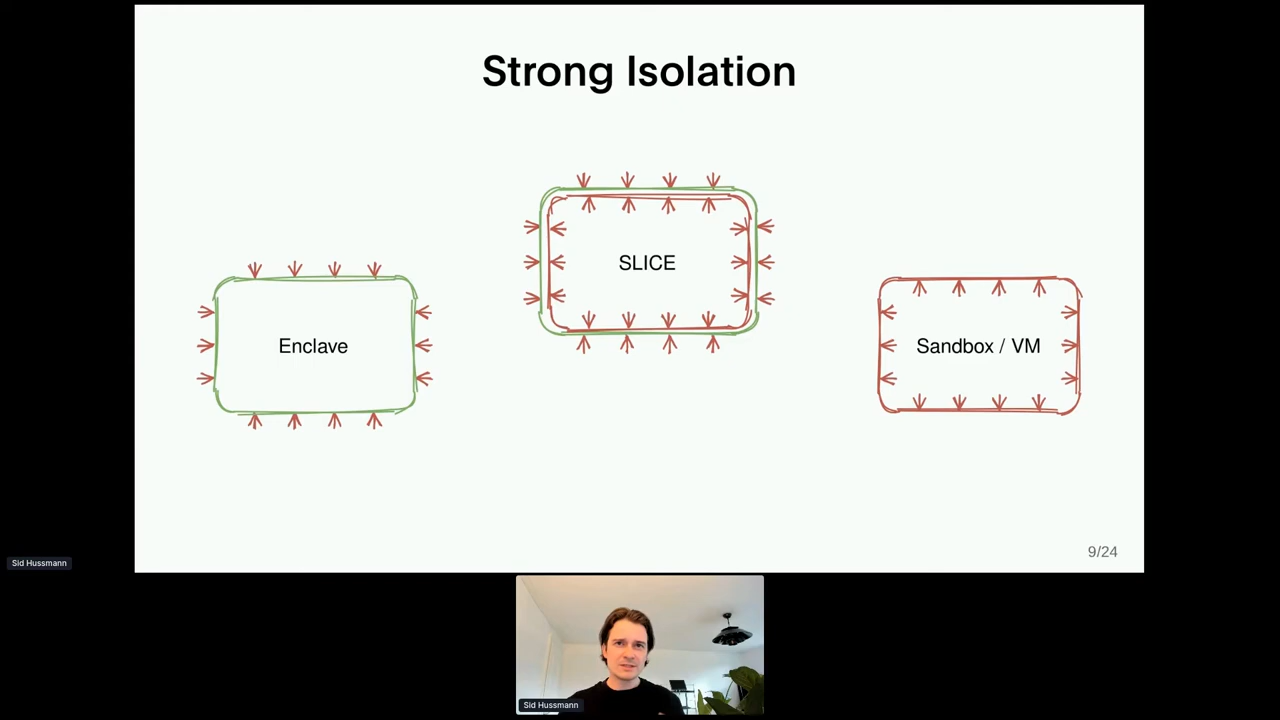 Strong Isolation
SLICE
Enclave
Sandbox / VM
9/24
Sid Hussmann
Sid Hussmann